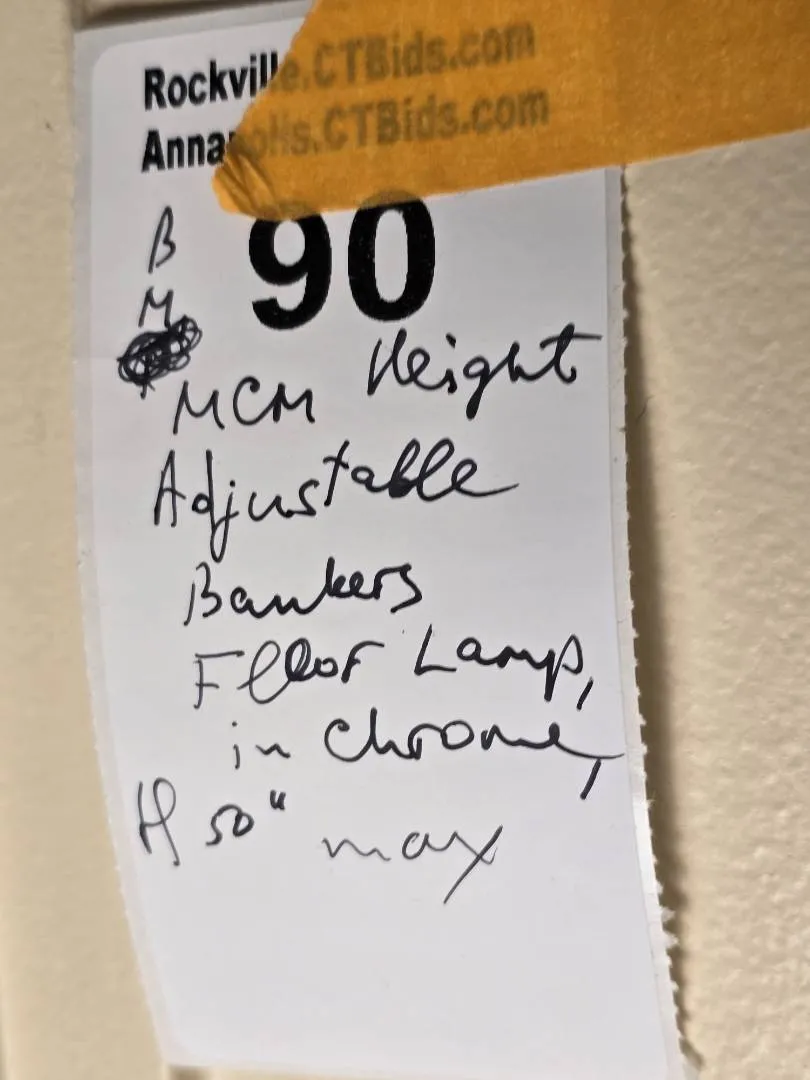 Rockville.CTBids.com
Annapolis.CTBids.com
90
B
M
MCM Height
Adjustable
Bankers
Floor Lamp,
in Chrome,
H 50" max